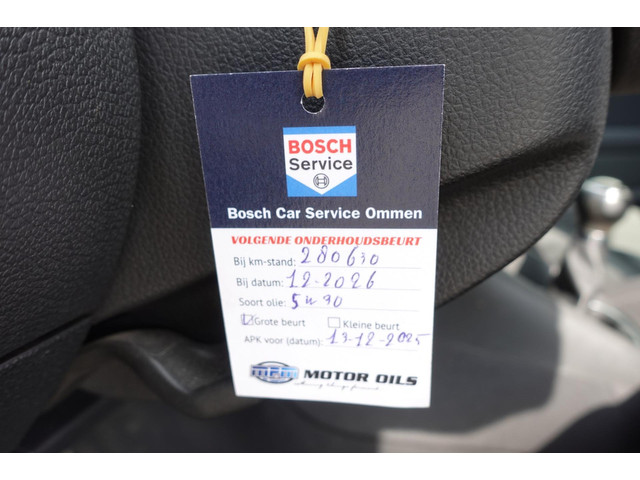 BOSCH
Service
Bosch Car Service Ommen
VOLGENDE ONDERHOUDSBEURT
Bij km-stand: 280630
Bij datum: 12-2026
Soort olie: 5w30
Grote beurt Kleine beurt
APK voor (datum): 13-12-2025
mpm MOTOR OILS